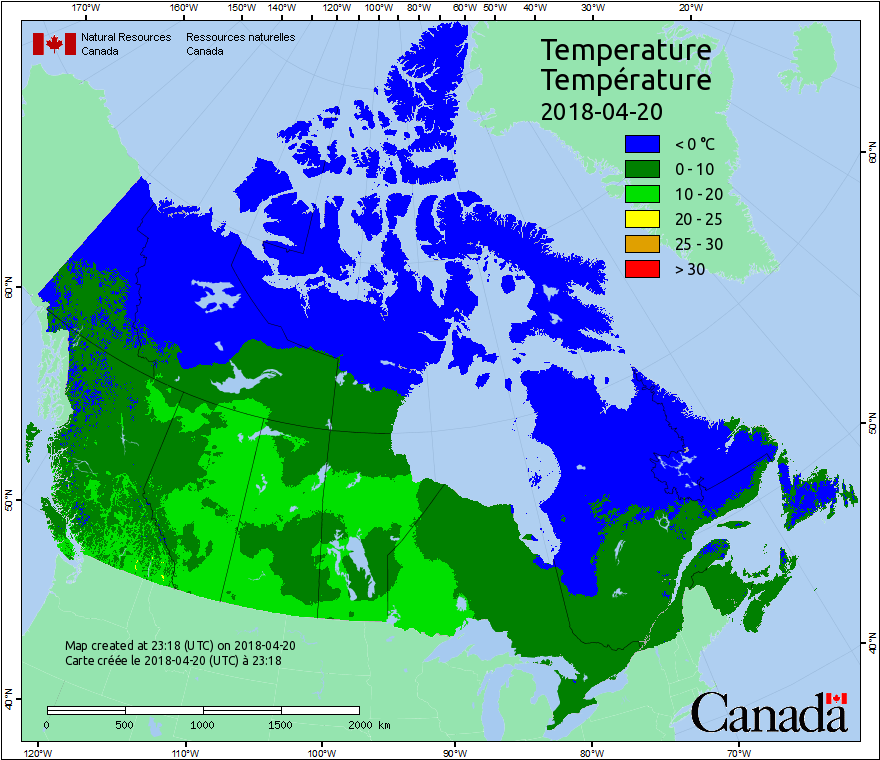 170°W 160°W 150°W 140°W 130°W 120°W 110°W 100°W 90°W 80°W 60°W 50°W 40°W 30°W 20°W
Natural Resources Canada
Ressources naturelles Canada
Temperature
Température
2018-04-20
< 0 °C
0 - 10
10 - 20
20 - 25
25 - 30
> 30
60°N
60°N
50°N
50°N
40°N
40°N
Map created at 23:18 (UTC) on 2018-04-20
Carte créée le 2018-04-20 (UTC) à 23:18
0 500 1000 1500 2000 km
Canada
120°W 110°W 100°W 90°W 80°W 70°W